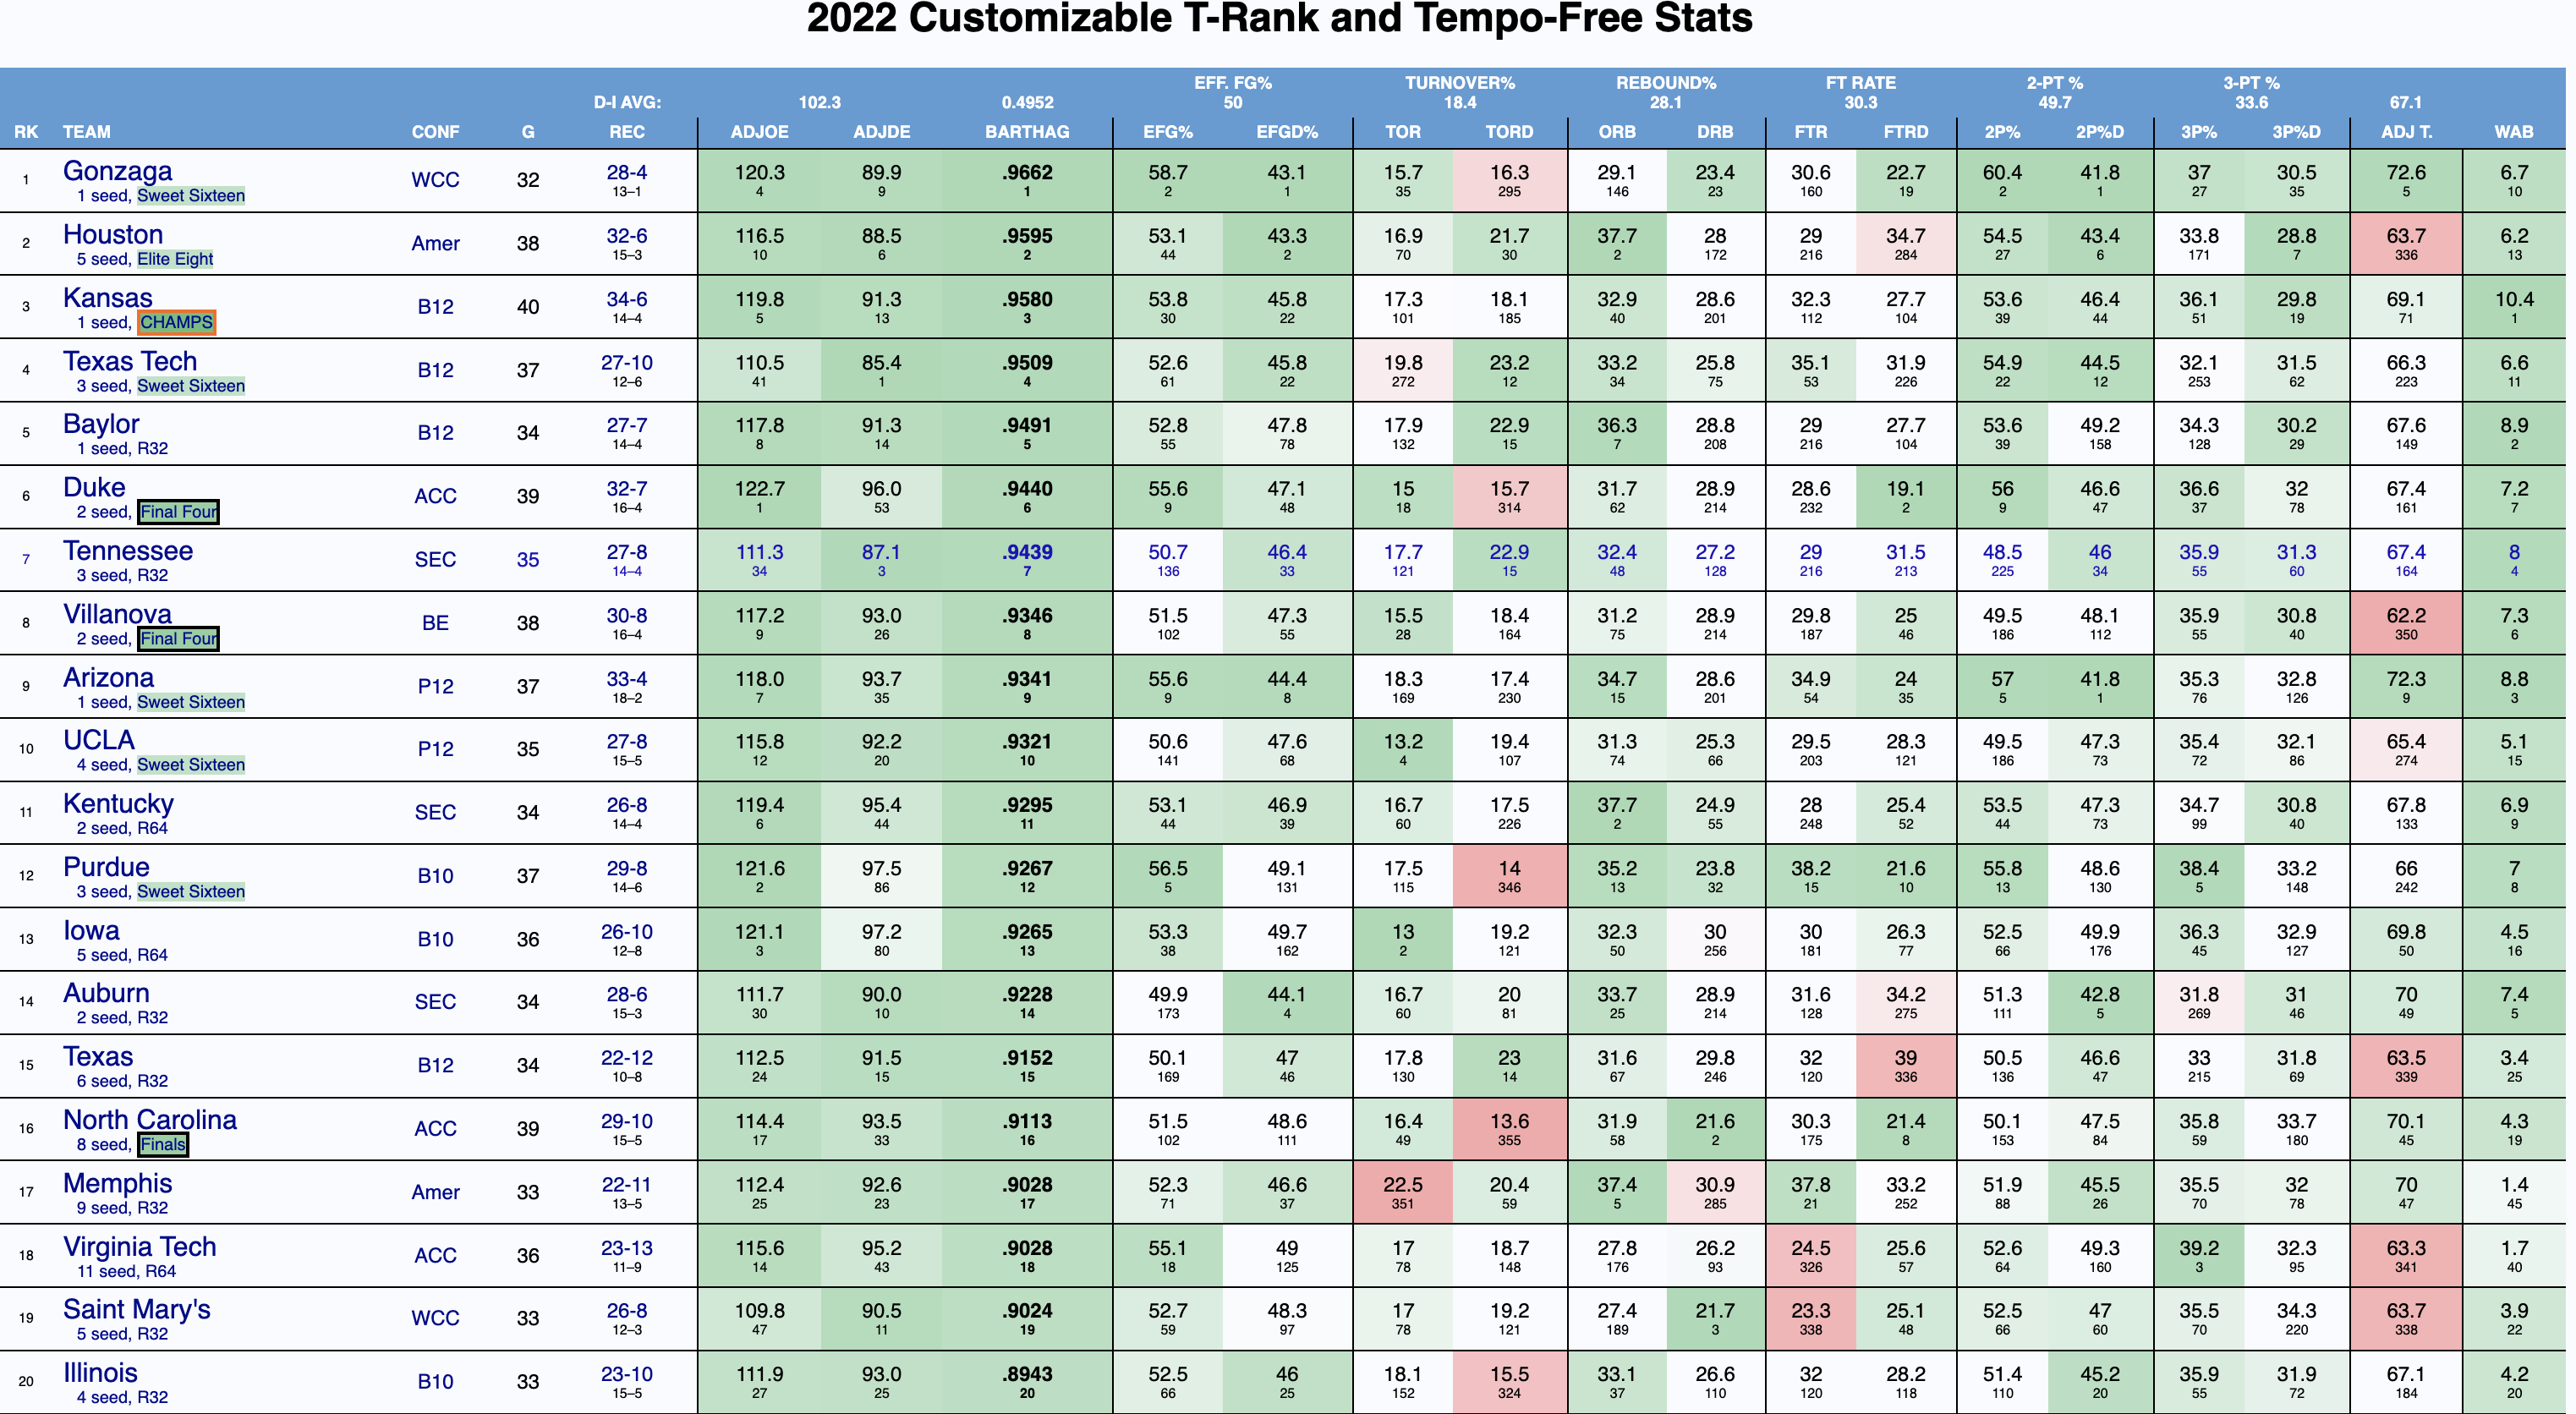 2022 Customizable T-Rank and Tempo-Free Stats
EFF. FG% TURNOVER% REBOUND% FT RATE 2-PT % 3-PT %
D-I AVG: 102.3 0.4952 50 18.4 28.1 30.3 49.7 33.6 67.1
RK TEAM CONF G REC ADJOE ADJDE BARTHAG EFG% EFGD% TOR TORD ORB DRB FTR FTRD 2P% 2P%D 3P% 3P%D ADJ T. WAB
1 Gonzaga WCC 32 28-4 120.3 89.9 .9662 58.7 43.1 15.7 16.3 29.1 23.4 30.6 22.7 60.4 41.8 37 30.5 72.6 6.7
1 seed, Sweet Sixteen 13–1 4 9 1 2 1 35 295 146 23 160 19 2 1 27 35 5 10
2 Houston Amer 38 32-6 116.5 88.5 .9595 53.1 43.3 16.9 21.7 37.7 28 29 34.7 54.5 43.4 33.8 28.8 63.7 6.2
5 seed, Elite Eight 15–3 10 6 2 44 2 70 30 2 172 216 284 27 6 171 7 336 13
3 Kansas B12 40 34-6 119.8 91.3 .9580 53.8 45.8 17.3 18.1 32.9 28.6 32.3 27.7 53.6 46.4 36.1 29.8 69.1 10.4
1 seed, CHAMPS 14–4 5 13 3 30 22 101 185 40 201 112 104 39 44 51 19 71 1
4 Texas Tech B12 37 27-10 110.5 85.4 .9509 52.6 45.8 19.8 23.2 33.2 25.8 35.1 31.9 54.9 44.5 32.1 31.5 66.3 6.6
3 seed, Sweet Sixteen 12–6 41 1 4 61 22 272 12 34 75 53 226 22 12 253 62 223 11
5 Baylor B12 34 27-7 117.8 91.3 .9491 52.8 47.8 17.9 22.9 36.3 28.8 29 27.7 53.6 49.2 34.3 30.2 67.6 8.9
1 seed, R32 14–4 8 14 5 55 78 132 15 7 208 216 104 39 158 128 29 149 2
6 Duke ACC 39 32-7 122.7 96.0 .9440 55.6 47.1 15 15.7 31.7 28.9 28.6 19.1 56 46.6 36.6 32 67.4 7.2
2 seed, Final Four 16–4 1 53 6 9 48 18 314 62 214 232 2 9 47 37 78 161 7
7 Tennessee SEC 35 27-8 111.3 87.1 .9439 50.7 46.4 17.7 22.9 32.4 27.2 29 31.5 48.5 46 35.9 31.3 67.4 8
3 seed, R32 14–4 34 3 7 136 33 121 15 48 128 216 213 225 34 55 60 164 4
8 Villanova BE 38 30-8 117.2 93.0 .9346 51.5 47.3 15.5 18.4 31.2 28.9 29.8 25 49.5 48.1 35.9 30.8 62.2 7.3
2 seed, Final Four 16–4 9 26 8 102 55 28 164 75 214 187 46 186 112 55 40 350 6
9 Arizona P12 37 33-4 118.0 93.7 .9341 55.6 44.4 18.3 17.4 34.7 28.6 34.9 24 57 41.8 35.3 32.8 72.3 8.8
1 seed, Sweet Sixteen 18–2 7 35 9 9 8 169 230 15 201 54 35 5 1 76 126 9 3
10 UCLA P12 35 27-8 115.8 92.2 .9321 50.6 47.6 13.2 19.4 31.3 25.3 29.5 28.3 49.5 47.3 35.4 32.1 65.4 5.1
4 seed, Sweet Sixteen 15–5 12 20 10 141 68 4 107 74 66 203 121 186 73 72 86 274 15
11 Kentucky SEC 34 26-8 119.4 95.4 .9295 53.1 46.9 16.7 17.5 37.7 24.9 28 25.4 53.5 47.3 34.7 30.8 67.8 6.9
2 seed, R64 14–4 6 44 11 44 39 60 226 2 55 248 52 44 73 99 40 133 9
12 Purdue B10 37 29-8 121.6 97.5 .9267 56.5 49.1 17.5 14 35.2 23.8 38.2 21.6 55.8 48.6 38.4 33.2 66 7
3 seed, Sweet Sixteen 14–6 2 86 12 5 131 115 346 13 32 15 10 13 130 5 148 242 8
13 Iowa B10 36 26-10 121.1 97.2 .9265 53.3 49.7 13 19.2 32.3 30 30 26.3 52.5 49.9 36.3 32.9 69.8 4.5
5 seed, R64 12–8 3 80 13 38 162 2 121 50 256 181 77 66 176 45 127 50 16
14 Auburn SEC 34 28-6 111.7 90.0 .9228 49.9 44.1 16.7 20 33.7 28.9 31.6 34.2 51.3 42.8 31.8 31 70 7.4
2 seed, R32 15–3 30 10 14 173 4 60 81 25 214 128 275 111 5 269 46 49 5
15 Texas B12 34 22-12 112.5 91.5 .9152 50.1 47 17.8 23 31.6 29.8 32 39 50.5 46.6 33 31.8 63.5 3.4
6 seed, R32 10–8 24 15 15 169 46 130 14 67 246 120 336 136 47 215 69 339 25
16 North Carolina ACC 39 29-10 114.4 93.5 .9113 51.5 48.6 16.4 13.6 31.9 21.6 30.3 21.4 50.1 47.5 35.8 33.7 70.1 4.3
8 seed, Finals 15–5 17 33 16 102 111 49 355 58 2 175 8 153 84 59 180 45 19
17 Memphis Amer 33 22-11 112.4 92.6 .9028 52.3 46.6 22.5 20.4 37.4 30.9 37.8 33.2 51.9 45.5 35.5 32 70 1.4
9 seed, R32 13–5 25 23 17 71 37 351 59 5 285 21 252 88 26 70 78 47 45
18 Virginia Tech ACC 36 23-13 115.6 95.2 .9028 55.1 49 17 18.7 27.8 26.2 24.5 25.6 52.6 49.3 39.2 32.3 63.3 1.7
11 seed, R64 11–9 14 43 18 18 125 78 148 176 93 326 57 64 160 3 95 341 40
19 Saint Mary's WCC 33 26-8 109.8 90.5 .9024 52.7 48.3 17 19.2 27.4 21.7 23.3 25.1 52.5 47 35.5 34.3 63.7 3.9
5 seed, R32 12–3 47 11 19 59 97 78 121 189 3 338 48 66 60 70 220 338 22
20 Illinois B10 33 23-10 111.9 93.0 .8943 52.5 46 18.1 15.5 33.1 26.6 32 28.2 51.4 45.2 35.9 31.9 67.1 4.2
4 seed, R32 15–5 27 25 20 66 25 152 324 37 110 120 118 110 20 55 72 184 20